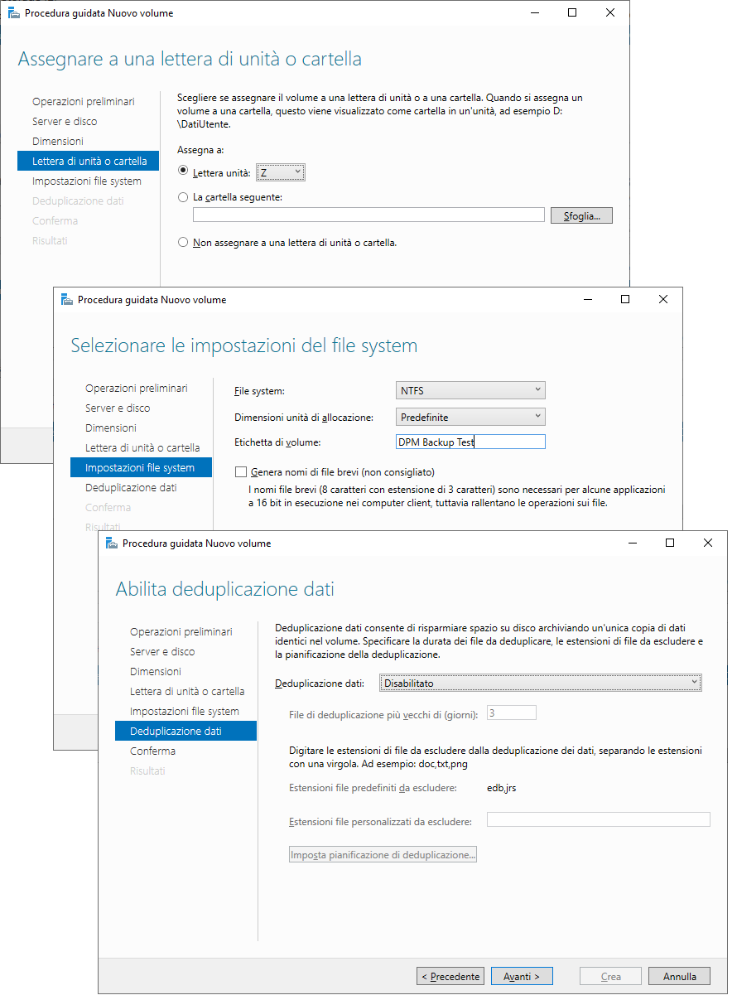 Procedura guidata Nuovo volume
Assegnare a una lettera di unità o cartella
Operazioni preliminari
Server e disco
Dimensioni
Lettera di unità o cartella
Impostazioni file system
Deduplicazione dati
Conferma
Risultati
Scegliere se assegnare il volume a una lettera di unità o a una cartella. Quando si assegna un
volume a una cartella, questo viene visualizzato come cartella in un'unità, ad esempio D:
\DatiUtente.
Assegna a:
Lettera unità: Z
La cartella seguente:
Sfoglia...
Non assegnare a una lettera di unità o cartella.
Procedura guidata Nuovo volume
Selezionare le impostazioni del file system
Operazioni preliminari
Server e disco
Dimensioni
Lettera di unità o cartella
Impostazioni file system
Deduplicazione dati
Conferma
Risultati
File system: NTFS
Dimensioni unità di allocazione: Predefinite
Etichetta di volume: DPM Backup Test
Genera nomi di file brevi (non consigliato)
I nomi file brevi (8 caratteri con estensione di 3 caratteri) sono necessari per alcune applicazioni
a 16 bit in esecuzione nei computer client, tuttavia rallentano le operazioni sui file.
Procedura guidata Nuovo volume
Abilita deduplicazione dati
Operazioni preliminari
Server e disco
Dimensioni
Lettera di unità o cartella
Impostazioni file system
Deduplicazione dati
Conferma
Risultati
Deduplicazione dati consente di risparmiare spazio su disco archiviando un'unica copia di dati
identici nel volume. Specificare la durata dei file da deduplicare, le estensioni di file da escludere e
la pianificazione della deduplicazione.
Deduplicazione dati: Disabilitato
File di deduplicazione più vecchi di (giorni): 3
Digitare le estensioni di file da escludere dalla deduplicazione dei dati, separando le estensioni
con una virgola. Ad esempio: doc,txt,png
Estensioni file predefiniti da escludere: edb,jrs
Estensioni file personalizzati da escludere:
Imposta pianificazione di deduplicazione...
< Precedente
Avanti >
Crea
Annulla